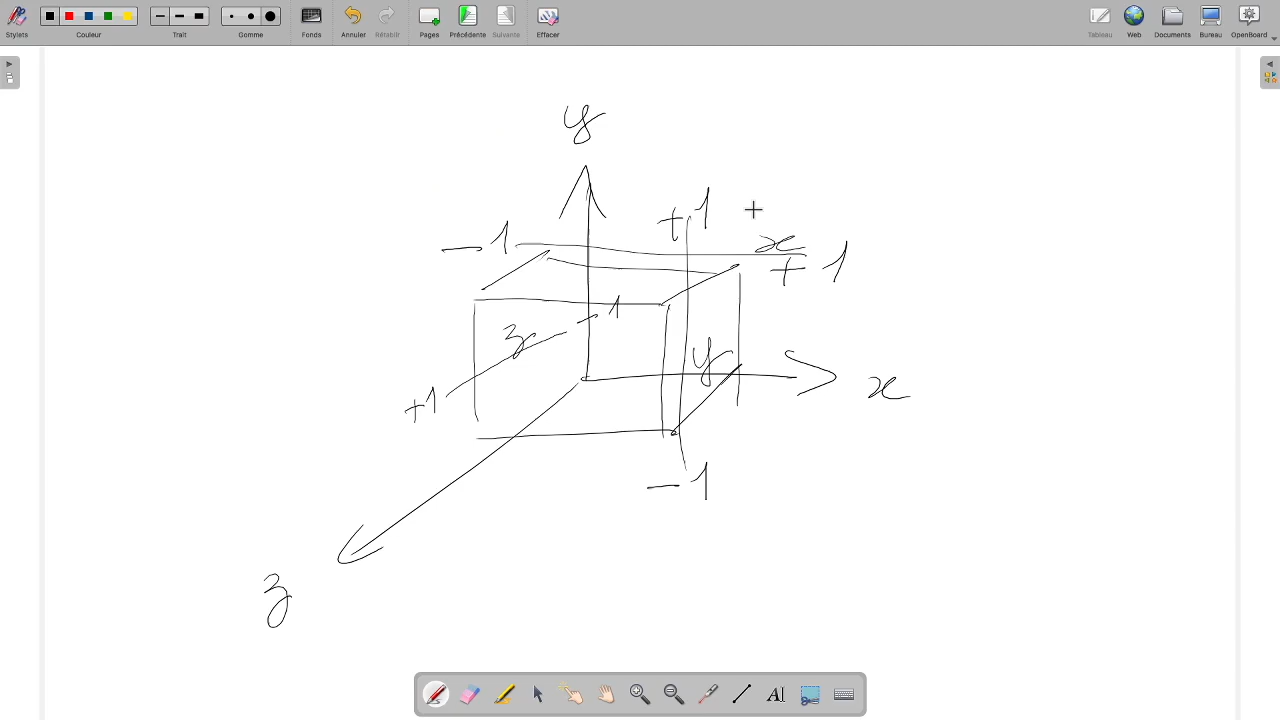 Stylets Couleur Trait Gomme Fonds Annuler Rétablir Pages Précédente Suivante Effacer Tableau Web Documents Bureau OpenBoard
y
+1
-1
x
+1
-1
z
y
+1
x
-1
z
AI